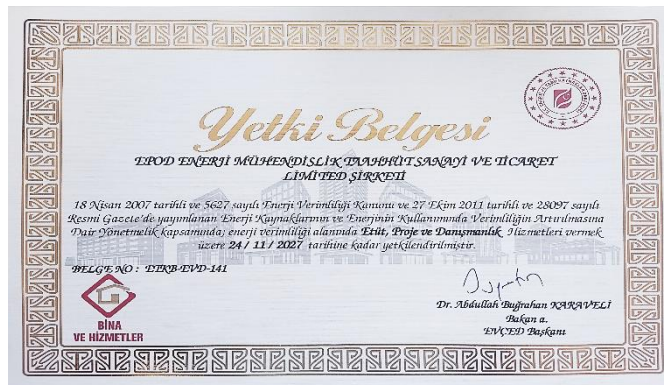 Yetki Belgesi
EPOD ENERJİ MÜHENDİSLİK TAAHHÜT SANAYİ VE TİCARET
LİMİTED ŞİRKETİ
18 Nisan 2007 tarihli ve 5627 sayılı Enerji Verimliliği Kanunu ve 27 Ekim 2011 tarihli ve 28097 sayılı
Resmi Gazete'de yayınlanan Enerji Kaynaklarının ve Enerjinin Kullanımında Verimliliğin Artırılmasına
Dair Yönetmelik kapsamında; enerji verimliliği alanında Etüt, Proje ve Danışmanlık Hizmetleri vermek
üzere 24 / 11 / 2027 tarihine kadar yetkilendirilmiştir.
BELGE NO : ETKB-EVD-141
BİNA
VE HİZMETLER
Dr. Abdullah Buğrahan KARAVELİ
Bakan a.
EVÇED Başkanı